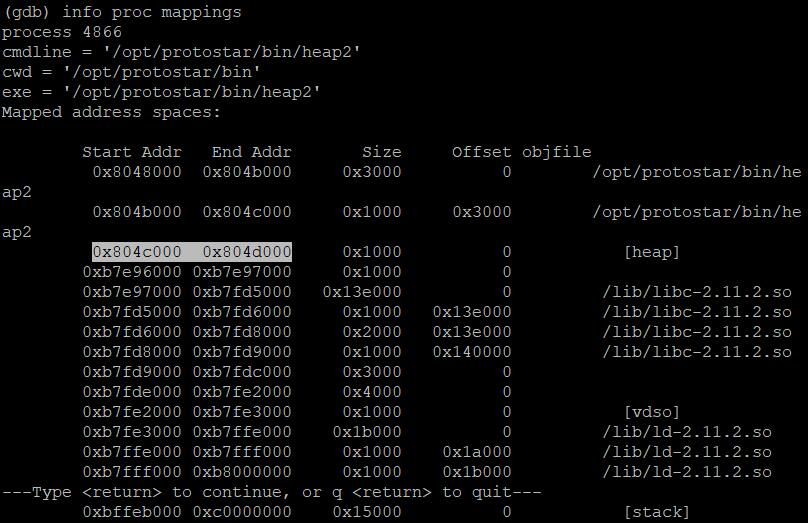 (gdb) info proc mappings
process 4866
cmdline = '/opt/protostar/bin/heap2'
cwd = '/opt/protostar/bin'
exe = '/opt/protostar/bin/heap2'
Mapped address spaces:
Start Addr End Addr Size Offset objfile
0x8048000 0x804b000 0x3000 0 /opt/protostar/bin/he
ap2
0x804b000 0x804c000 0x1000 0x3000 /opt/protostar/bin/he
ap2
0x804c000 0x804d000 0x1000 0 [heap]
0xb7e96000 0xb7e97000 0x1000 0
0xb7e97000 0xb7fd5000 0x13e000 0 /lib/libc-2.11.2.so
0xb7fd5000 0xb7fd6000 0x1000 0x13e000 /lib/libc-2.11.2.so
0xb7fd6000 0xb7fd8000 0x2000 0x13e000 /lib/libc-2.11.2.so
0xb7fd8000 0xb7fd9000 0x1000 0x140000 /lib/libc-2.11.2.so
0xb7fd9000 0xb7fdc000 0x3000 0
0xb7fde000 0xb7fe2000 0x4000 0
0xb7fe2000 0xb7fe3000 0x1000 0 [vdso]
0xb7fe3000 0xb7ffe000 0x1b000 0 /lib/ld-2.11.2.so
0xb7ffe000 0xb7fff000 0x1000 0x1a000 /lib/ld-2.11.2.so
0xb7fff000 0xb8000000 0x1000 0x1b000 /lib/ld-2.11.2.so
---Type <return> to continue, or q <return> to quit---
0xbffeb000 0xc0000000 0x15000 0 [stack]